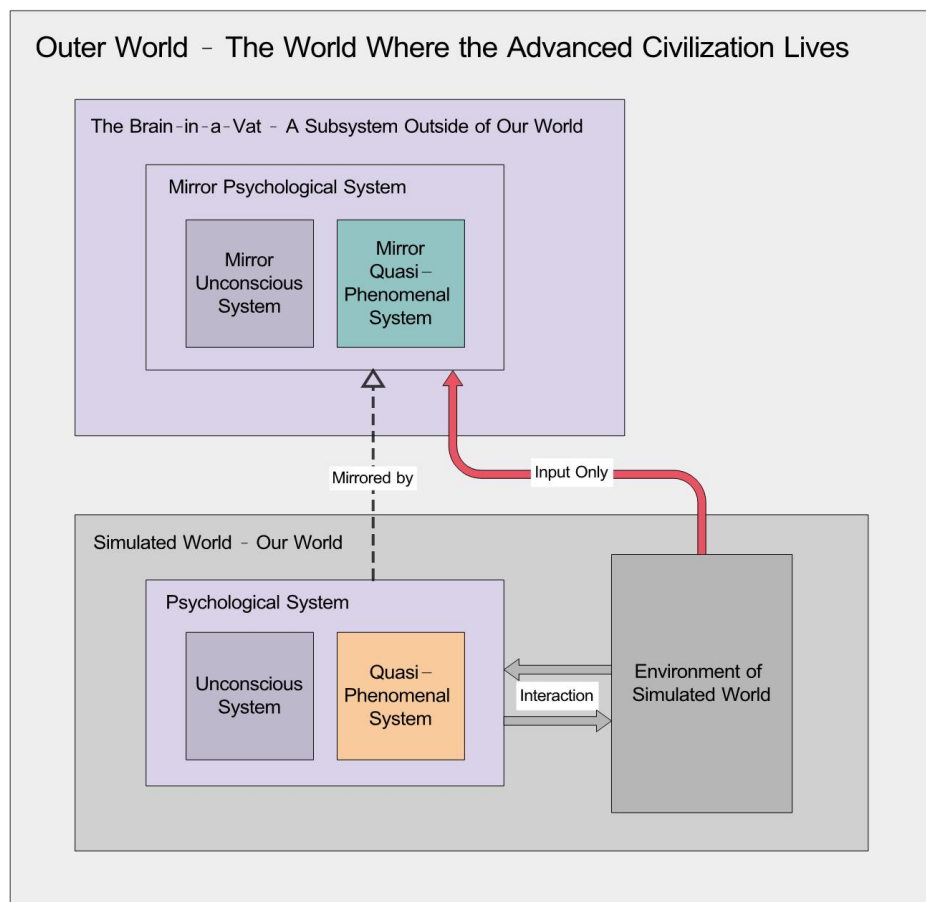 Outer World - The World Where the Advanced Civilization Lives
The Brain-in-a-Vat - A Subsystem Outside of Our World
Mirror Psychological System
Mirror
Unconscious
System
Mirror
Quasi-
Phenomenal
System
Mirrored by
Input Only
Simulated World - Our World
Psychological System
Unconscious
System
Quasi-
Phenomenal
System
Interaction
Environment of
Simulated World